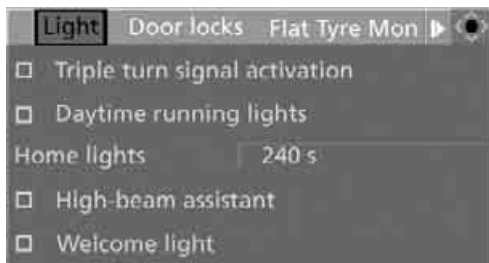 Light Door locks Flat Tyre Mon
Triple turn signal activation
Daytime running lights
Home lights 240 s
High-beam assistant
Welcome light